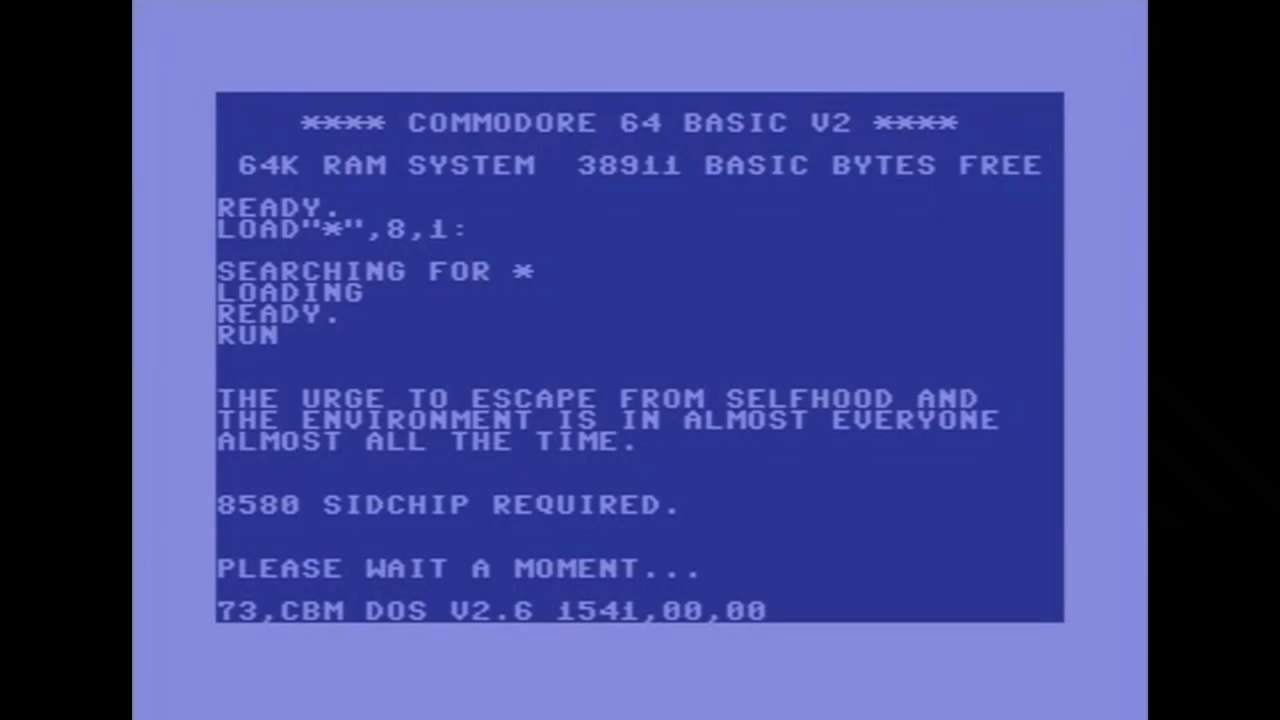 **** COMMODORE 64 BASIC V2 ****
64K RAM SYSTEM  38911 BASIC BYTES FREE
READY.
LOAD"*",8,1:
SEARCHING FOR *
LOADING
READY.
RUN
THE URGE TO ESCAPE FROM SELFHOOD AND
THE ENVIRONMENT IS IN ALMOST EVERYONE
ALMOST ALL THE TIME.
8580 SIDCHIP REQUIRED.
PLEASE WAIT A MOMENT...
73,CBM DOS V2.6 1541,00,00